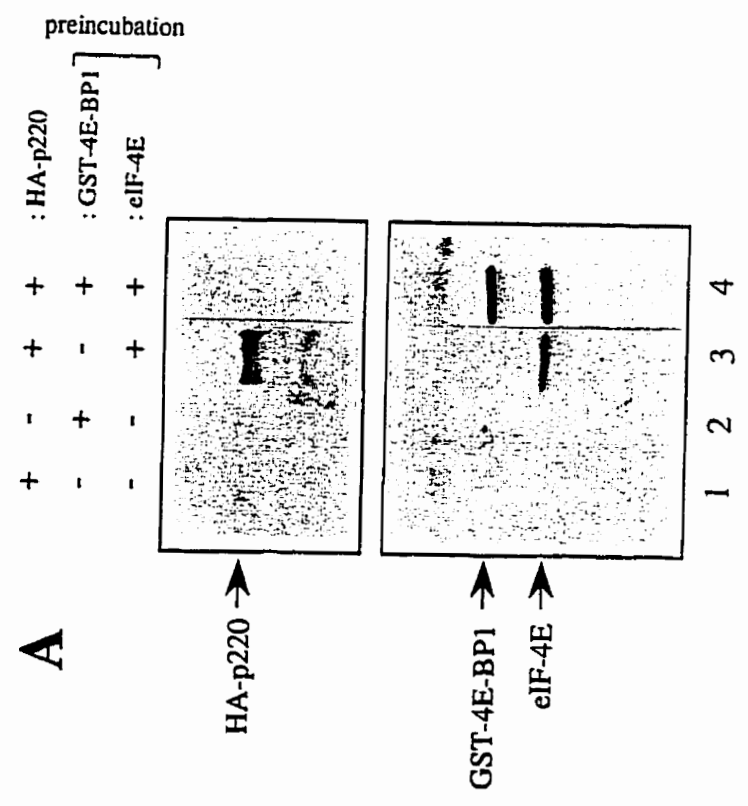 A
preincubation
+ - + + : HA-p220
- + - + : GST-4E-BP1
- - + + : eIF-4E
HA-p220
GST-4E-BP1
eIF-4E
1 2 3 4